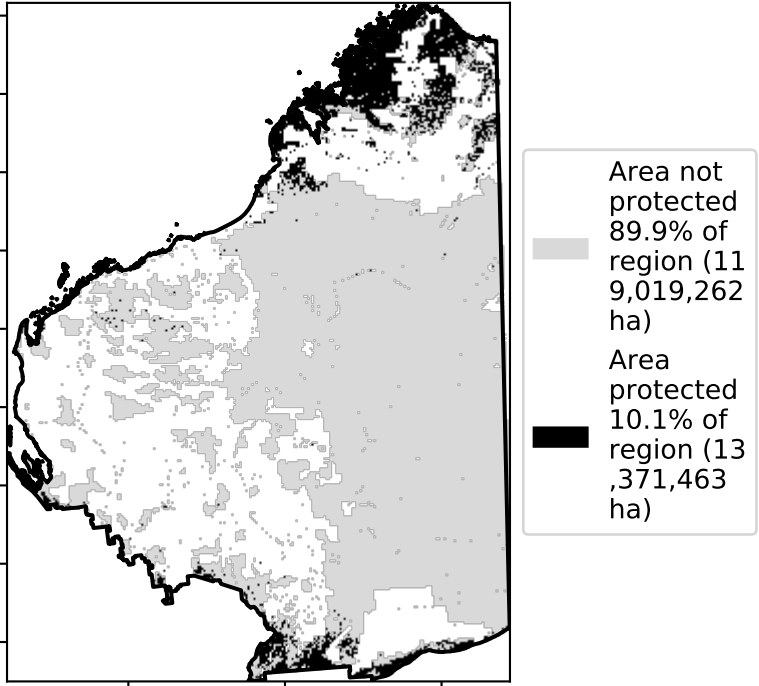 Area not
protected
89.9% of
region (11
9,019,262
ha)
Area
protected
10.1% of
region (13
,371,463
ha)